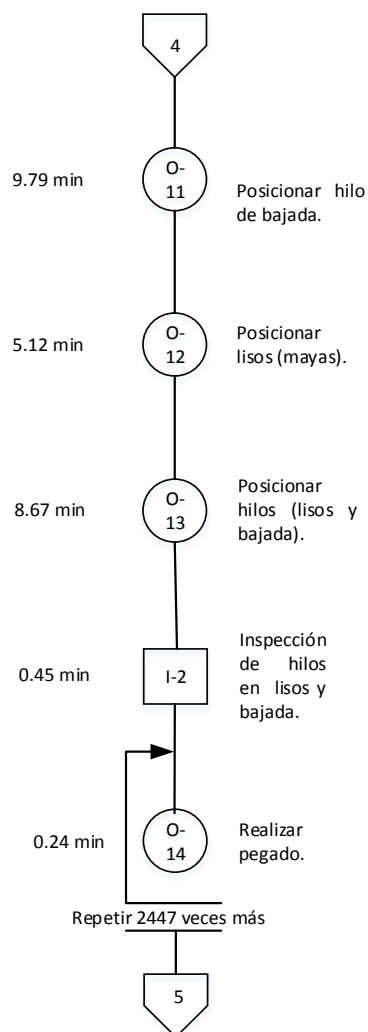 4
9.79 min
O-
11
Posicionar hilo
de bajada.
5.12 min
O-
12
Posicionar
lisos (mayas).
8.67 min
O-
13
Posicionar
hilos (lisos y
bajada).
0.45 min
I-2
Inspección
de hilos
en lisos y
bajada.
0.24 min
O-
14
Realizar
pegado.
Repetir 2447 veces más
5